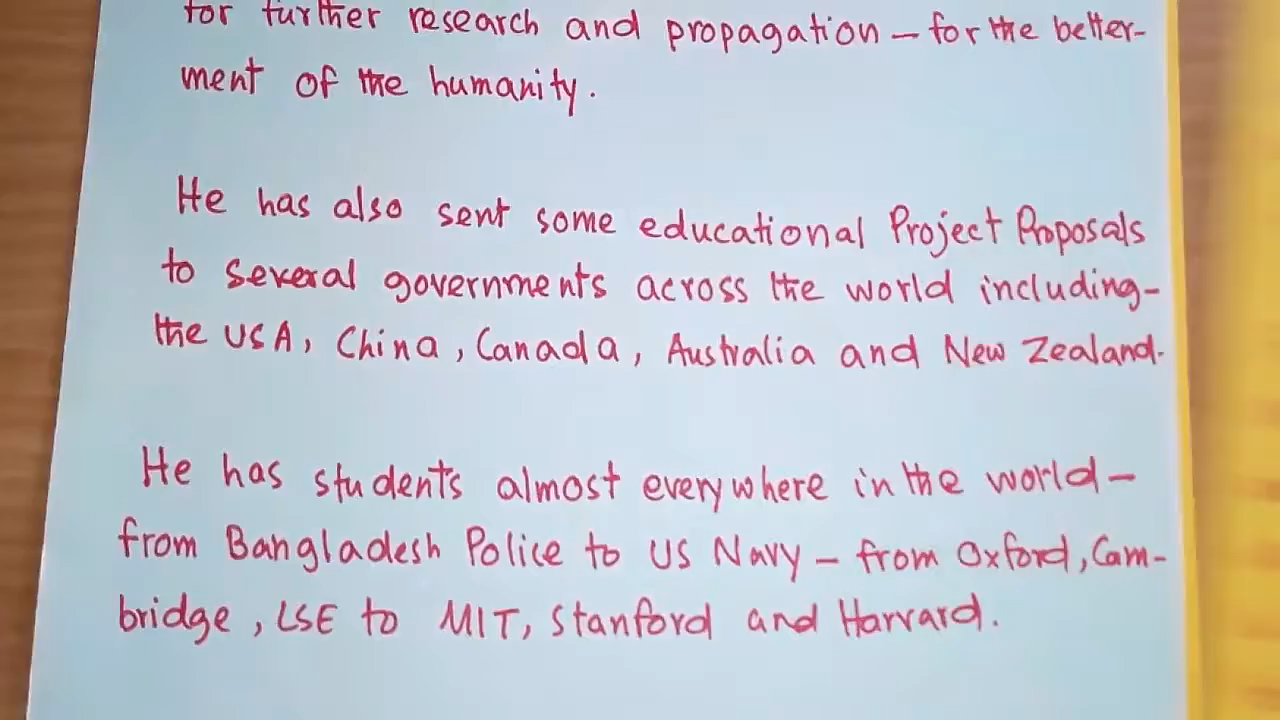 for further research and propagation – for the better-
ment of the humanity.
He has also sent some educational Project Proposals
to several governments across the world including-
the USA, China, Canada, Australia and New Zealand.
He has students almost everywhere in the world –
from Bangladesh Police to US Navy – from Oxford, Cam-
bridge, LSE to MIT, Stanford and Harvard.